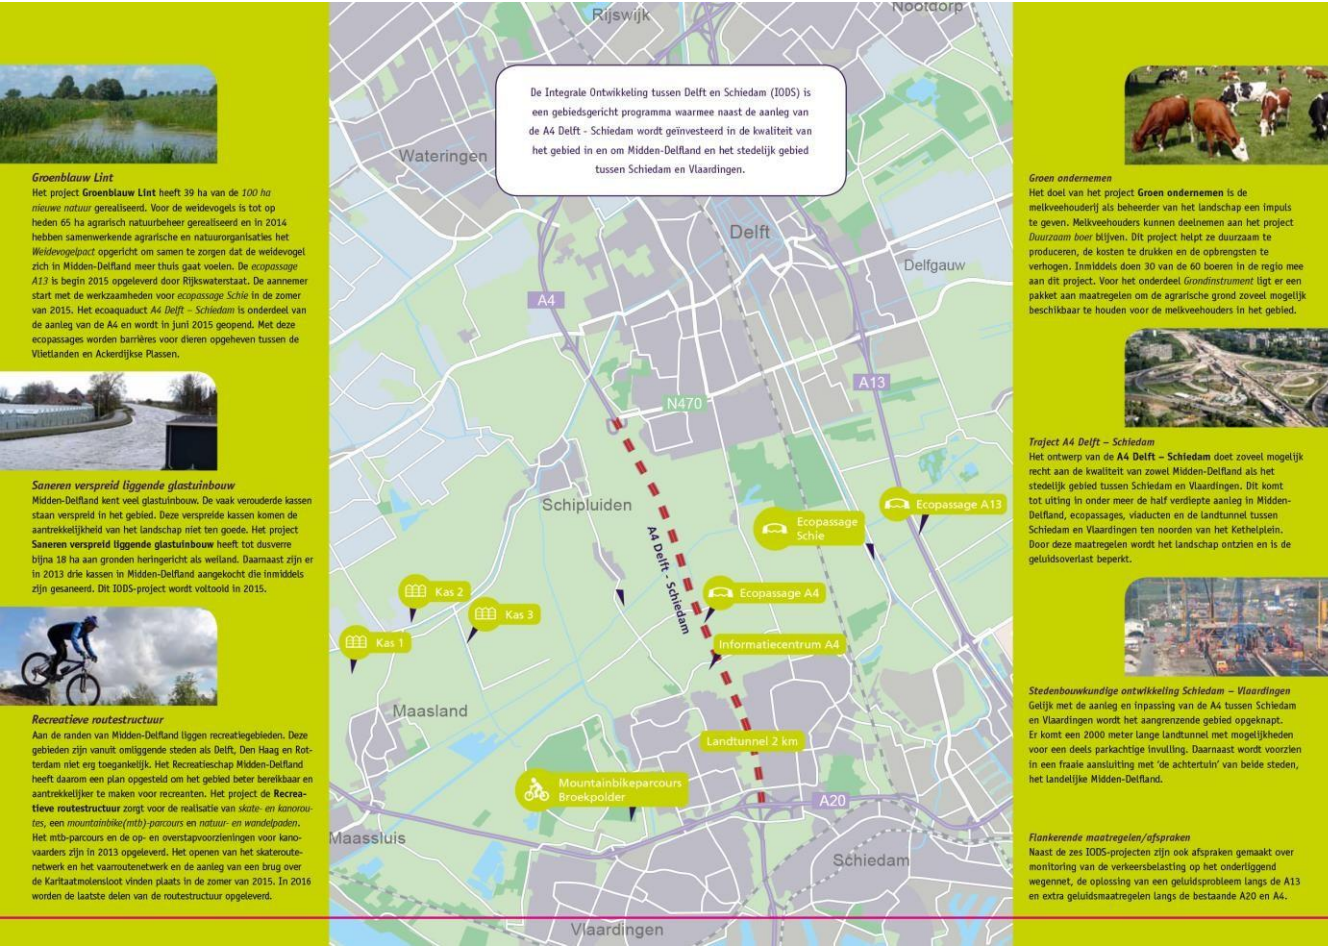 Groenblauw Lint
Het project Groenblauw Lint heeft 39 ha van de 100 ha
nieuwe natuur gerealiseerd. Voor de weidevogels is tot op
heden 65 ha agrarisch natuurbeheer gerealiseerd en in 2014
hebben samenwerkende agrarische en natuurorganisaties het
Weidevogelpact opgericht om samen te zorgen dat de weidevogel
zich in Midden-Delfland meer thuis gaat voelen. De ecopassage
A13 is begin 2015 opgeleverd door Rijkswaterstaat. De aannemer
start met de werkzaamheden voor ecopassage Schie in de zomer
van 2015. Het ecoaquaduct A4 Delft – Schiedam is onderdeel van
de aanleg van de A4 en wordt in juni 2015 geopend. Met deze
ecopassages worden barrières voor dieren opgeheven tussen de
Vlietlanden en Ackerdijkse Plassen.
Saneren verspreid liggende glastuinbouw
Midden-Delfland kent veel glastuinbouw. De vaak verouderde kassen
staan verspreid in het gebied. Deze verspreide kassen komen de
aantrekkelijkheid van het landschap niet ten goede. Het project
Saneren verspreid liggende glastuinbouw heeft tot dusverre
bijna 18 ha aan gronden heringericht als weiland. Daarnaast zijn er
in 2013 drie kassen in Midden-Delfland aangekocht die inmiddels
zijn gesaneerd. Dit IODS-project wordt voltooid in 2015.
Recreatieve routestructuur
Aan de randen van Midden-Delfland liggen recreatiegebieden. Deze
gebieden zijn vanuit omliggende steden als Delft, Den Haag en Rot-
terdam niet erg toegankelijk. Het Recreatieschap Midden-Delfland
heeft daarom een plan opgesteld om het gebied beter bereikbaar en
aantrekkelijker te maken voor recreanten. Het project de Recrea-
tieve routestructuur zorgt voor de realisatie van skate- en kanorou-
tes, een mountainbike(mtb)-parcours en natuur- en wandelpaden.
Het mtb-parcours en de op- en overstapvoorzieningen voor kano-
vaarders zijn in 2013 opgeleverd. Het openen van het skateroute-
netwerk en het vaarroutenetwerk en de aanleg van een brug over
de Karitaatmolensloot vinden plaats in de zomer van 2015. In 2016
worden de laatste delen van de routestructuur opgeleverd.
Rijswijk
Nootdorp
De Integrale Ontwikkeling tussen Delft en Schiedam (IODS) is
een gebiedsgericht programma waarmee naast de aanleg van
de A4 Delft - Schiedam wordt geïnvesteerd in de kwaliteit van
het gebied in en om Midden-Delfland en het stedelijk gebied
tussen Schiedam en Vlaardingen.
Wateringen
Delft
Delfgauw
A4
A13
N470
Schipluiden
Ecopassage A13
Ecopassage
Schie
A4 Delft - Schiedam
Kas 2
Ecopassage A4
Kas 3
Kas 1
Informatiecentrum A4
Maasland
Landtunnel 2 km
Mountainbikeparcours
Broekpolder
A20
Maassluis
Schiedam
Vlaardingen
Groen ondernemen
Het doel van het project Groen ondernemen is de
melkveehouderij als beheerder van het landschap een impuls
te geven. Melkveehouders kunnen deelnemen aan het project
Duurzaam boer blijven. Dit project helpt ze duurzaam te
produceren, de kosten te drukken en de opbrengsten te
verhogen. Inmiddels doen 30 van de 60 boeren in de regio mee
aan dit project. Voor het onderdeel Grondinstrument ligt er een
pakket aan maatregelen om de agrarische grond zoveel mogelijk
beschikbaar te houden voor de melkveehouders in het gebied.
Traject A4 Delft – Schiedam
Het ontwerp van de A4 Delft – Schiedam doet zoveel mogelijk
recht aan de kwaliteit van zowel Midden-Delfland als het
stedelijk gebied tussen Schiedam en Vlaardingen. Dit komt
tot uiting in onder meer de half verdiepte aanleg in Midden-
Delfland, ecopassages, viaducten en de landtunnel tussen
Schiedam en Vlaardingen ten noorden van het Kethelplein.
Door deze maatregelen wordt het landschap ontzien en is de
geluidsoverlast beperkt.
Stedenbouwkundige ontwikkeling Schiedam – Vlaardingen
Gelijk met de aanleg en inpassing van de A4 tussen Schiedam
en Vlaardingen wordt het aangrenzende gebied opgeknapt.
Er komt een 2000 meter lange landtunnel met mogelijkheden
voor een deels parkachtige invulling. Daarnaast wordt voorzien
in een fraaie aansluiting met ‘de achtertuin’ van beide steden,
het landelijke Midden-Delfland.
Flankerende maatregelen/afspraken
Naast de zes IODS-projecten zijn ook afspraken gemaakt over
monitoring van de verkeersbelasting op het onderliggend
wegennet, de oplossing van een geluidsprobleem langs de A13
en extra geluidsmaatregelen langs de bestaande A20 en A4.